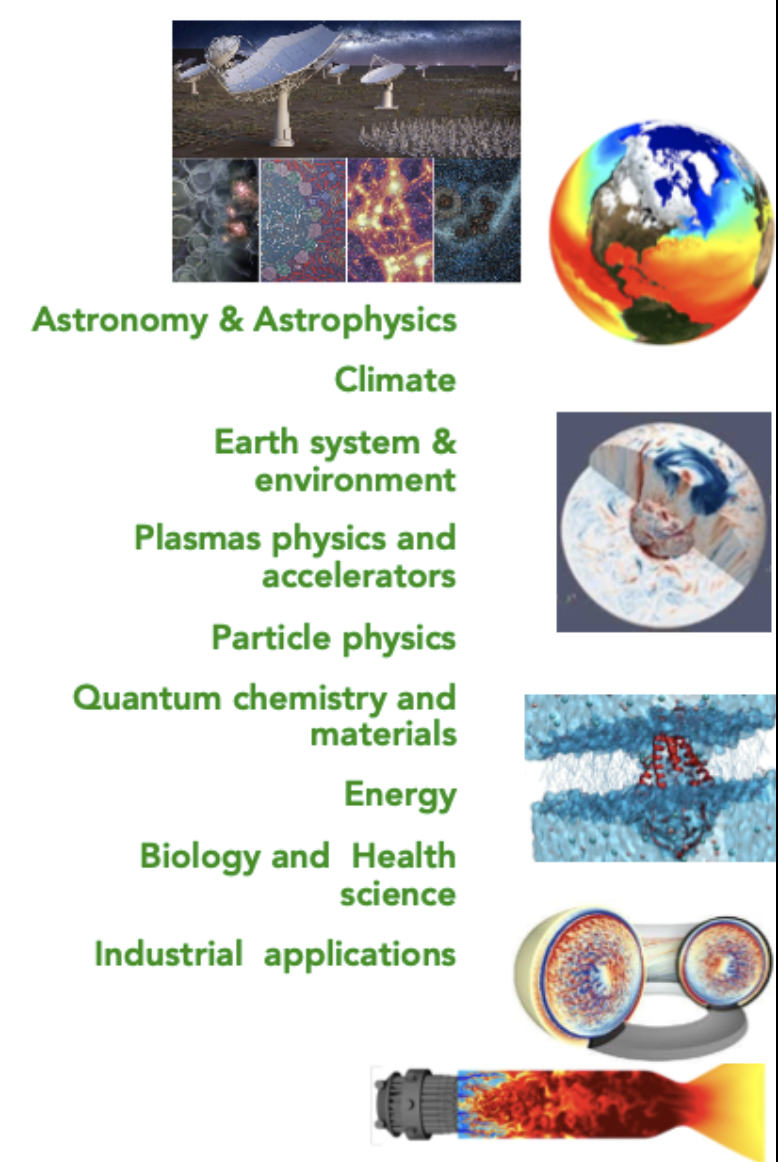 Astronomy & Astrophysics
Climate
Earth system &
environment
Plasmas physics and
accelerators
Particle physics
Quantum chemistry and
materials
Energy
Biology and  Health
science
Industrial  applications